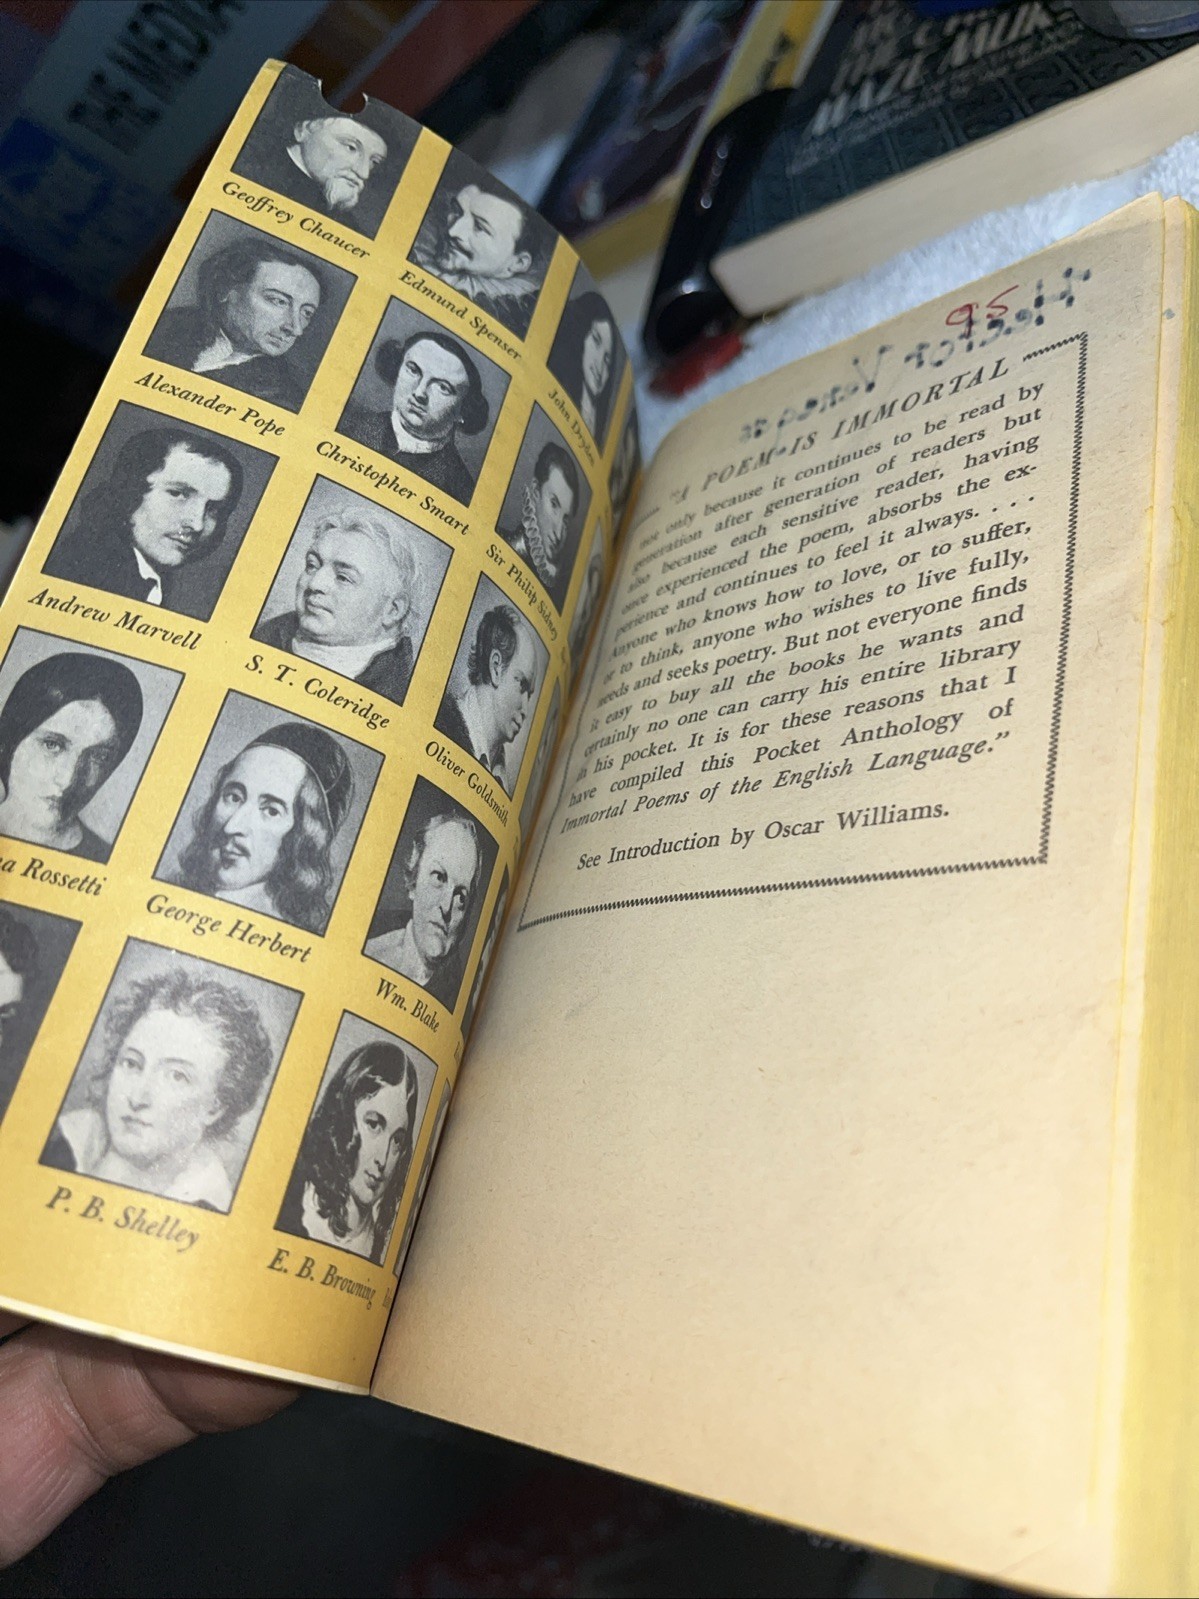 THE MEDIA
Geoffrey Chaucer
Edmund Spenser
John Dryden
Alexander Pope
Christopher Smart
Sir Philip Sidney
Andrew Marvell
S. T. Coleridge
Oliver Goldsmith
a Rossetti
George Herbert
Wm. Blake
P. B. Shelley
E. B. Browning
MAZE
95
"A POEM IS IMMORTAL
not only because it continues to be read by
generation after generation of readers but
also because each sensitive reader, having
once experienced the poem, absorbs the ex-
perience and continues to feel it always. . . .
Anyone who knows how to love, or to suffer,
or to think, anyone who wishes to live fully,
needs and seeks poetry. But not everyone finds
it easy to buy all the books he wants and
certainly no one can carry his entire library
in his pocket. It is for these reasons that I
have compiled this Pocket Anthology of
Immortal Poems of the English Language."
See Introduction by Oscar Williams.